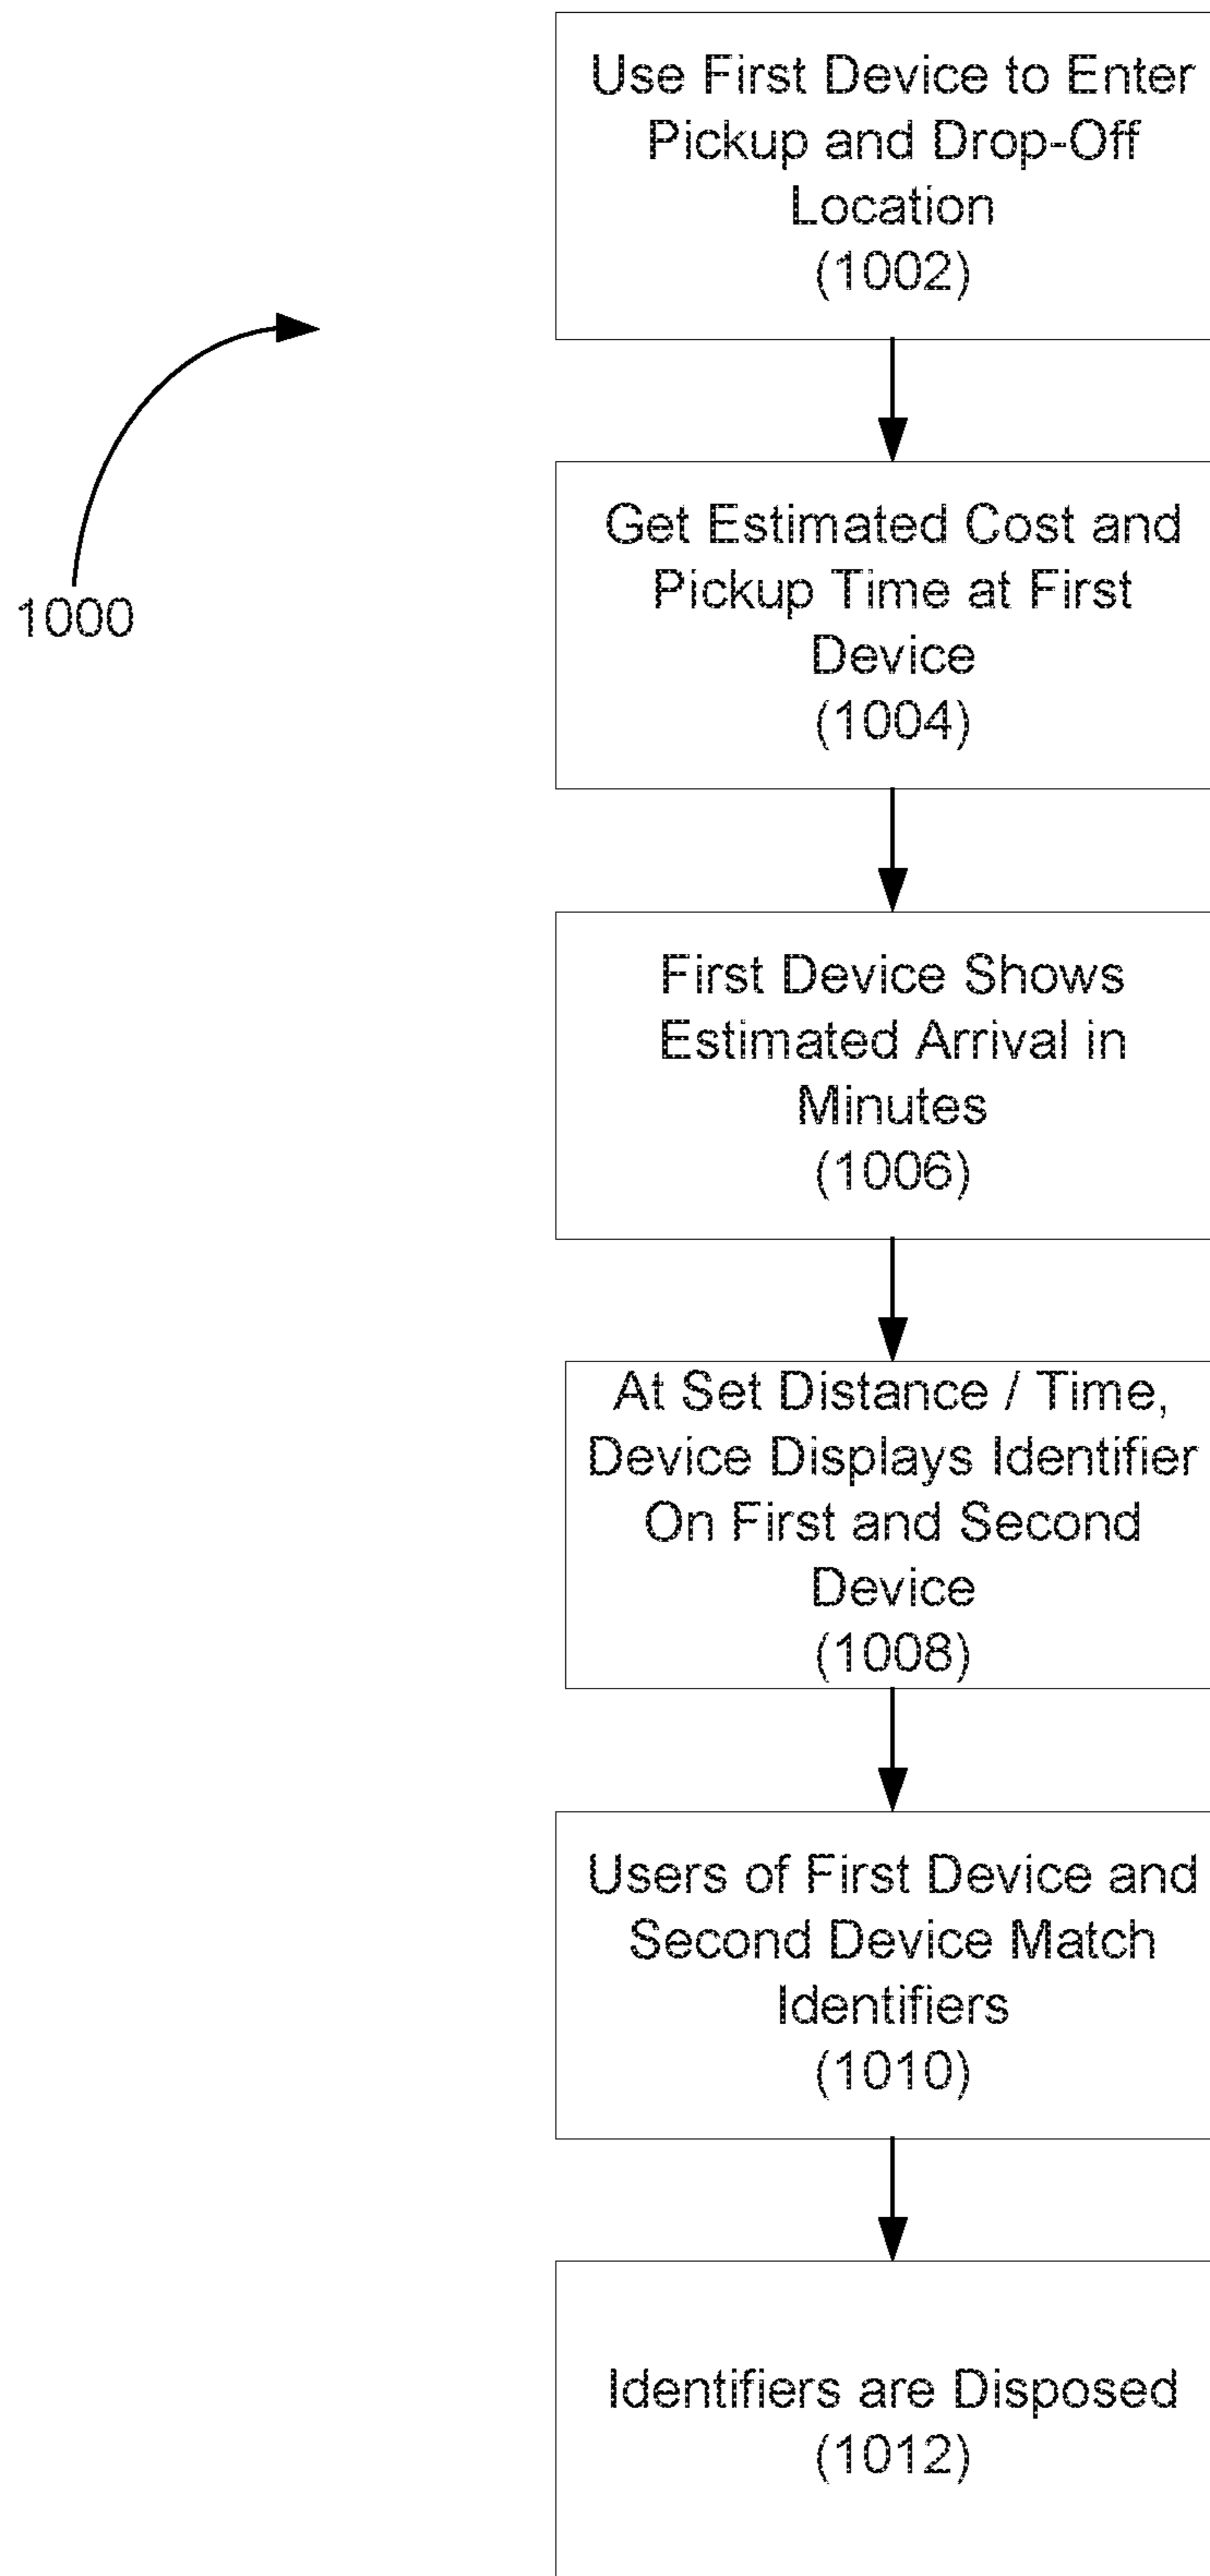 Use First Device to Enter
Pickup and Drop-Off
Location
(1002)
1000
Get Estimated Cost and
Pickup Time at First
Device
(1004)
First Device Shows
Estimated Arrival in
Minutes
(1006)
At Set Distance / Time,
Device Displays Identifier
On First and Second
Device
(1008)
Users of First Device and
Second Device Match
Identifiers
(1010)
Identifiers are Disposed
(1012)